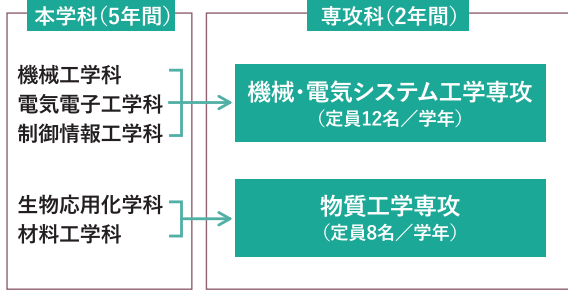 本学科（5年間）
機械工学科
電気電子工学科
制御情報工学科
生物応用化学科
材料工学科
専攻科（2年間）
機械・電気システム工学専攻
（定員12名／学年）
物質工学専攻
（定員8名／学年）